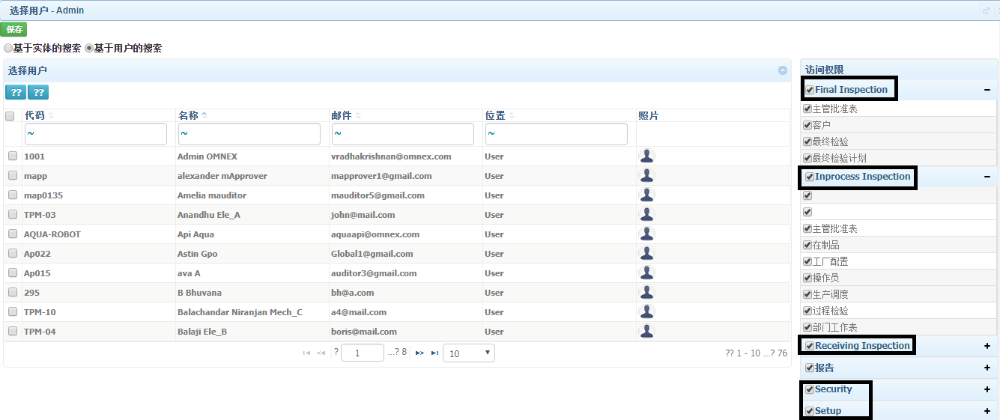 选择用户 - Admin
保存
基于实体的搜索 基于用户的搜索
选择用户
?? ??
代码 名称 邮件 位置 照片
~ ~ ~ ~
1001 Admin OMNEX vradhakrishnan@omnex.com User
mapp alexander mApprover mapprover1@gmail.com User
map0135 Amelia mauditor mauditor5@gmail.com User
TPM-03 Anandhu Ele_A john@mail.com User
AQUA-ROBOT Api Aqua aquaapi@omnex.com User
Ap022 Astin Gpo Global1@gmail.com User
Ap015 ava A auditor3@gmail.com User
295 B Bhuvana bh@a.com User
TPM-10 Balachandar Niranjan Mech_C a4@mail.com User
TPM-04 Balaji Ele_B boris@mail.com User
? 1 ...? 8 10 ?? 1 - 10 ...? 76
访问权限
Final Inspection −
主管批准表
客户
最终检验
最终检验计划
Inprocess Inspection −
主管批准表
在制品
工厂配置
操作员
生产调度
过程检验
部门工作表
Receiving Inspection +
报告 +
Security +
Setup +